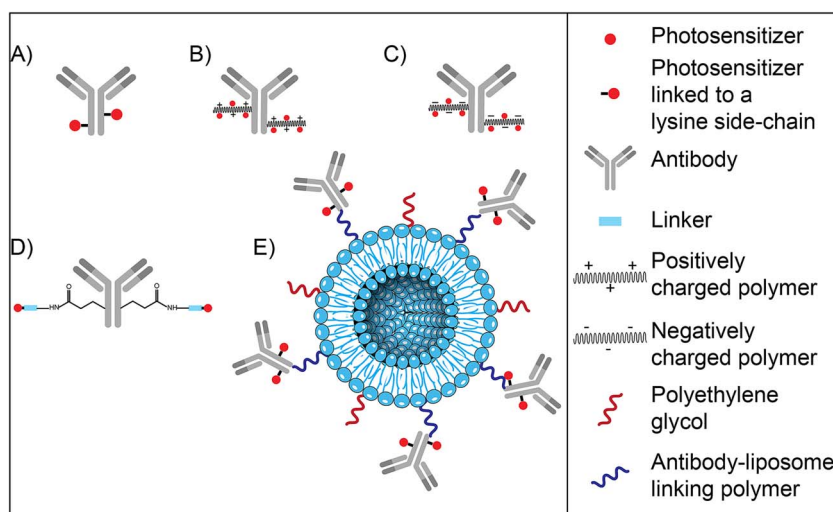 A)
B)
C)
D)
E)
O
HN
O
NH
Photosensitizer
Photosensitizer
linked to a
lysine side-chain
Antibody
Linker
Positively
charged polymer
Negatively
charged polymer
Polyethylene
glycol
Antibody-liposome
linking polymer